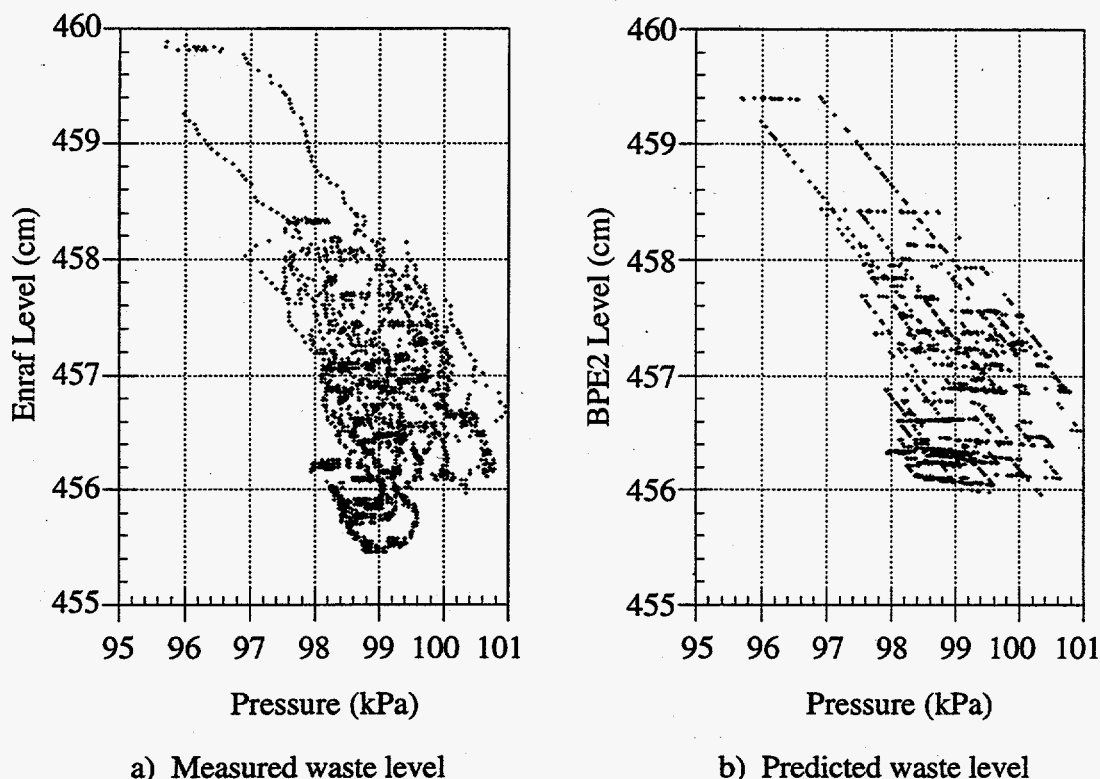 460
459
458
457
456
455
Enraf Level (cm)
95 96 97 98 99 100 101
Pressure (kPa)
a) Measured waste level
460
459
458
457
456
455
BPE2 Level (cm)
95 96 97 98 99 100 101
Pressure (kPa)
b) Predicted waste level